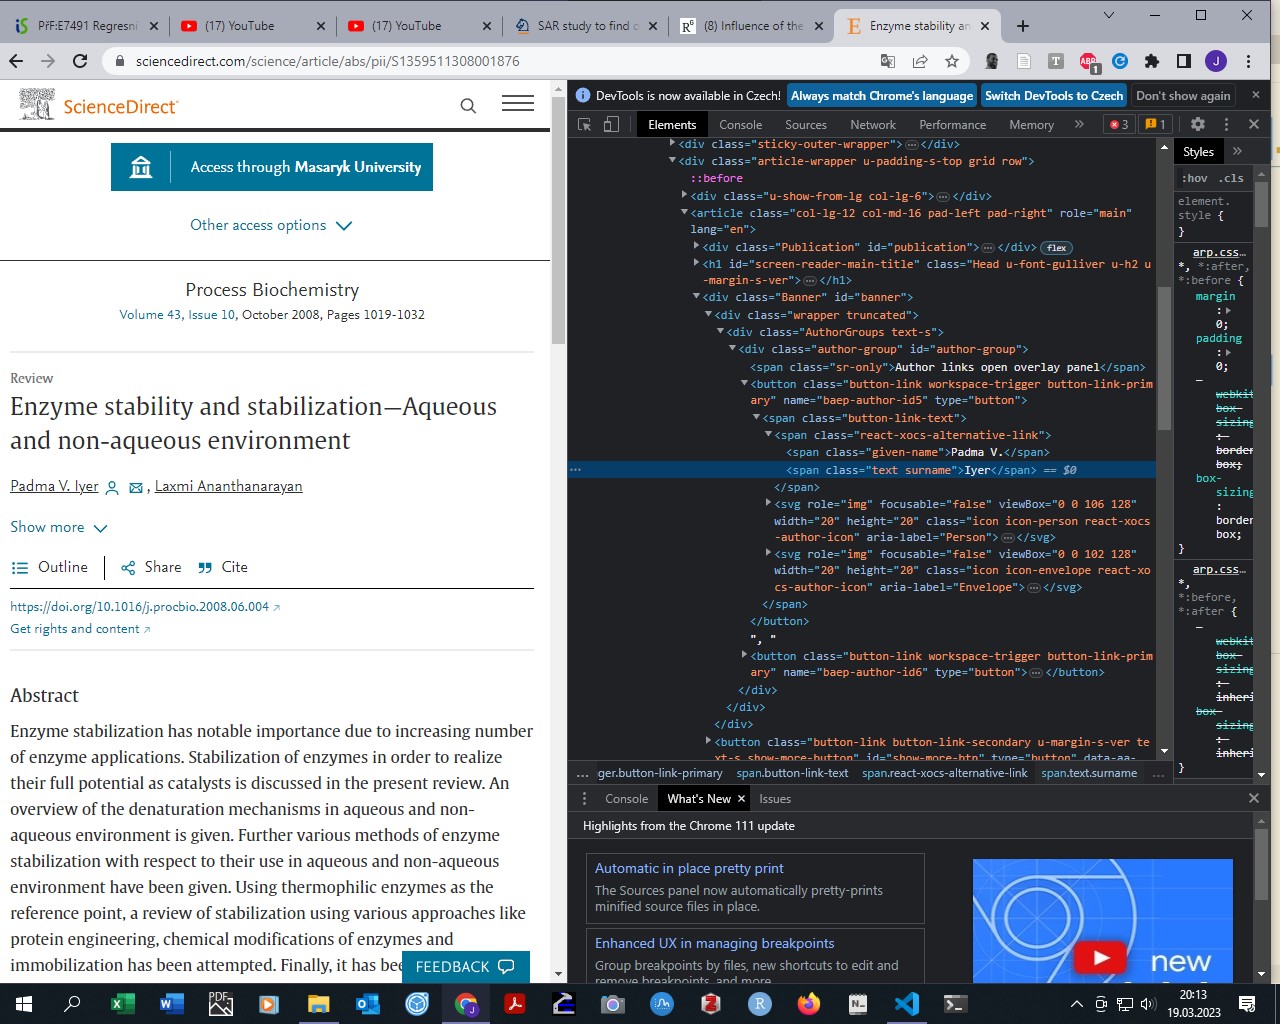 PřF:E7491 Regresni
(17) YouTube
(17) YouTube
SAR study to find o
(8) Influence of the
Enzyme stability an
sciencedirect.com/science/article/abs/pii/S1359511308001876
ScienceDirect
Access through Masaryk University
Other access options
Process Biochemistry
Volume 43, Issue 10, October 2008, Pages 1019-1032
Review
Enzyme stability and stabilization—Aqueous
and non-aqueous environment
Padma V. Iyer , Laxmi Ananthanarayan
Show more
Outline
Share
Cite
https://doi.org/10.1016/j.procbio.2008.06.004
Get rights and content
Abstract
Enzyme stabilization has notable importance due to increasing number
of enzyme applications. Stabilization of enzymes in order to realize
their full potential as catalysts is discussed in the present review. An
overview of the denaturation mechanisms in aqueous and non-
aqueous environment is given. Further various methods of enzyme
stabilization with respect to their use in aqueous and non-aqueous
environment have been given. Using thermophilic enzymes as the
reference point, a review of stabilization using various approaches like
protein engineering, chemical modifications of enzymes and
immobilization has been attempted. Finally, it has bee
FEEDBACK
DevTools is now available in Czech!
Always match Chrome's language
Switch DevTools to Czech
Don't show again
Elements
Console
Sources
Network
Performance
Memory
3
1
<div class="sticky-outer-wrapper">…</div>
<div class="article-wrapper u-padding-s-top grid row">
::before
<div class="u-show-from-lg col-lg-6">…</div>
<article class="col-lg-12 col-md-16 pad-left pad-right" role="main"
lang="en">
<div class="Publication" id="publication">…</div> flex
<h1 id="screen-reader-main-title" class="Head u-font-gulliver u-h2 u
-margin-s-ver">…</h1>
<div class="Banner" id="banner">
<div class="wrapper truncated">
<div class="AuthorGroups text-s">
<div class="author-group" id="author-group">
<span class="sr-only">Author links open overlay panel</span>
<button class="button-link workspace-trigger button-link-prim
ary" name="baep-author-id5" type="button">
<span class="button-link-text">
<span class="react-xocs-alternative-link">
<span class="given-name">Padma V.</span>
<span class="text surname">Iyer</span> == $0
</span>
<svg role="img" focusable="false" viewBox="0 0 106 128"
width="20" height="20" class="icon icon-person react-xocs
-author-icon" aria-label="Person">…</svg>
<svg role="img" focusable="false" viewBox="0 0 102 128"
width="20" height="20" class="icon icon-envelope react-xo
cs-author-icon" aria-label="Envelope">…</svg>
</span>
</button>
", "
<button class="button-link workspace-trigger button-link-prim
ary" name="baep-author-id6" type="button">…</button>
</div>
</div>
</div>
<button class="button-link button-link-secondary u-margin-s-ver te
xt-s show-more-button" id="show-more-btn" type="button" data-aa-
... ger.button-link-primary span.button-link-text span.react-xocs-alternative-link span.text.surname ...
Styles
:hov .cls
element.
style {
}
arp.css…
*, *:after,
*:before {
margin
:
0;
padding
:
0;
webkit
box-
sizing
:
border
box;
box-
sizing
:
border
box;
}
arp.css…
*,
*:before,
*:after {
webkit
box-
sizing
:
inheri
box-
sizing
:
inheri
}
Console
What's New
Issues
Highlights from the Chrome 111 update
Automatic in place pretty print
The Sources panel now automatically pretty-prints
minified source files in place.
Enhanced UX in managing breakpoints
Group breakpoints by files, new shortcuts to edit and
remove breakpoints, and more.
new
20:13
19.03.2023